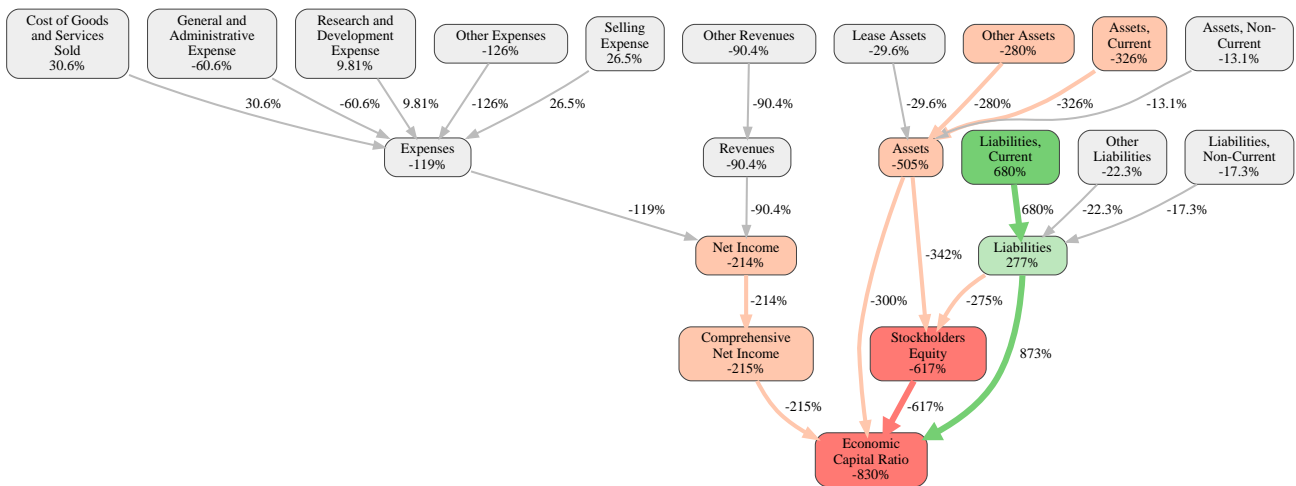 Cost of Goods
and Services
Sold
30.6%
General and
Administrative
Expense
-60.6%
Research and
Development
Expense
9.81%
Other Expenses
-126%
Selling
Expense
26.5%
Other Revenues
-90.4%
Lease Assets
-29.6%
Other Assets
-280%
Assets,
Current
-326%
Assets, Non-
Current
-13.1%
30.6%
-60.6%
9.81%
-126%
26.5%
-90.4%
-29.6%
-280%
-326%
-13.1%
Expenses
-119%
Revenues
-90.4%
Assets
-505%
Liabilities,
Current
680%
Other
Liabilities
-22.3%
Liabilities,
Non-Current
-17.3%
-119%
-90.4%
680%
-22.3%
-17.3%
Net Income
-214%
-342%
Liabilities
277%
-214%
-300%
-275%
Comprehensive
Net Income
-215%
Stockholders
Equity
-617%
873%
-215%
-617%
Economic
Capital Ratio
-830%